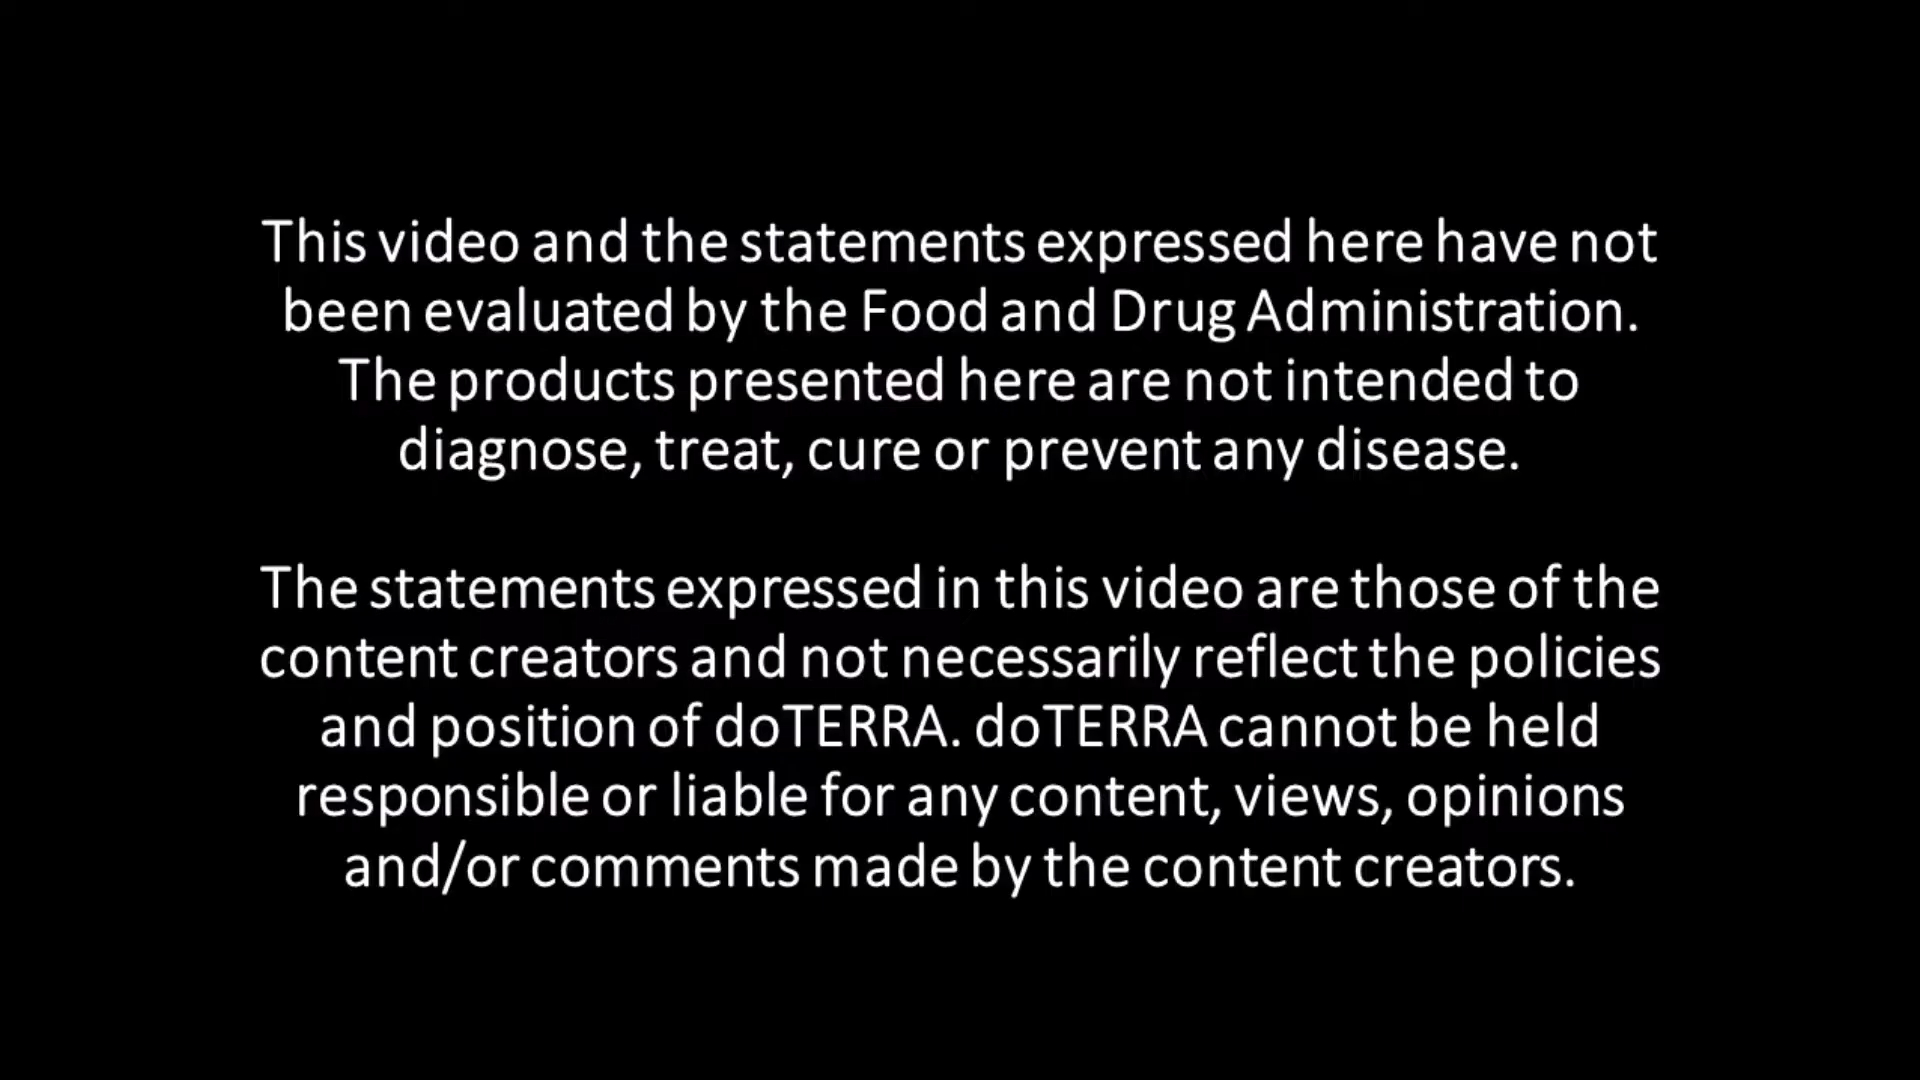 This video and the statements expressed here have not
been evaluated by the Food and Drug Administration.
The products presented here are not intended to
diagnose, treat, cure or prevent any disease.
The statements expressed in this video are those of the
content creators and not necessarily reflect the policies
and position of doTERRA. doTERRA cannot be held
responsible or liable for any content, views, opinions
and/or comments made by the content creators.